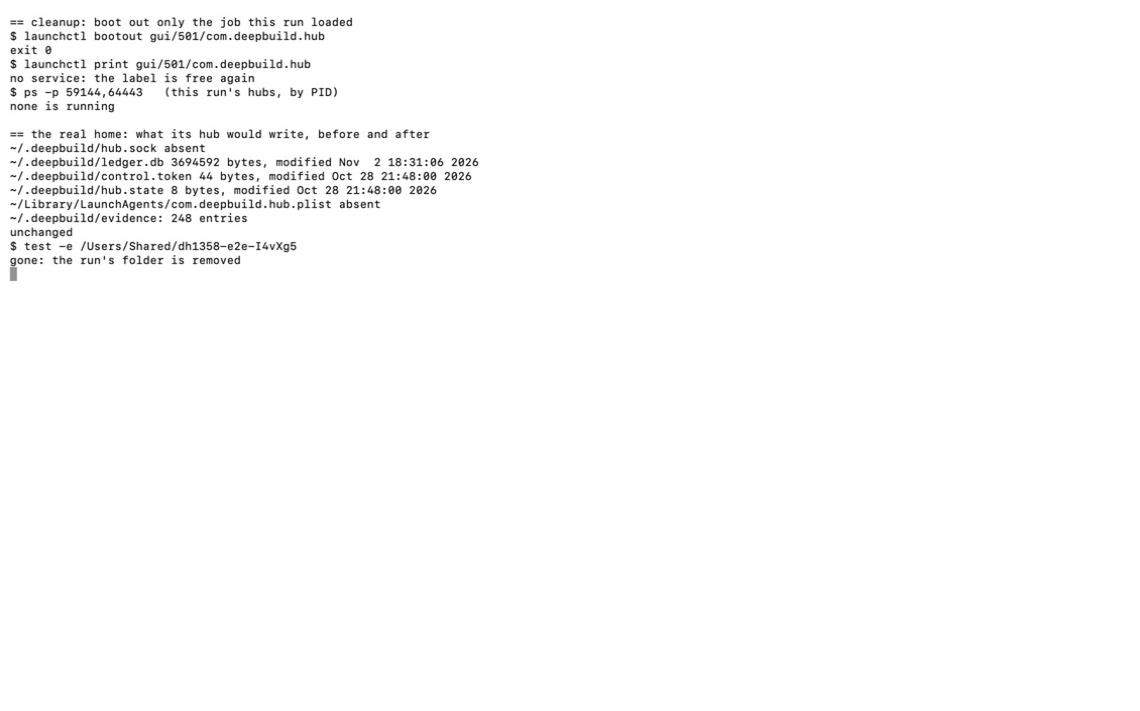 == cleanup: boot out only the job this run loaded
$ launchctl bootout gui/501/com.deepbuild.hub
exit 0
$ launchctl print gui/501/com.deepbuild.hub
no service: the label is free again
$ ps -p 59144,64443   (this run's hubs, by PID)
none is running

== the real home: what its hub would write, before and after
~/.deepbuild/hub.sock absent
~/.deepbuild/ledger.db 3694592 bytes, modified Nov  2 18:31:06 2026
~/.deepbuild/control.token 44 bytes, modified Oct 28 21:48:00 2026
~/.deepbuild/hub.state 8 bytes, modified Oct 28 21:48:00 2026
~/Library/LaunchAgents/com.deepbuild.hub.plist absent
~/.deepbuild/evidence: 248 entries
unchanged
$ test -e /Users/Shared/dh1358-e2e-I4vXg5
gone: the run's folder is removed